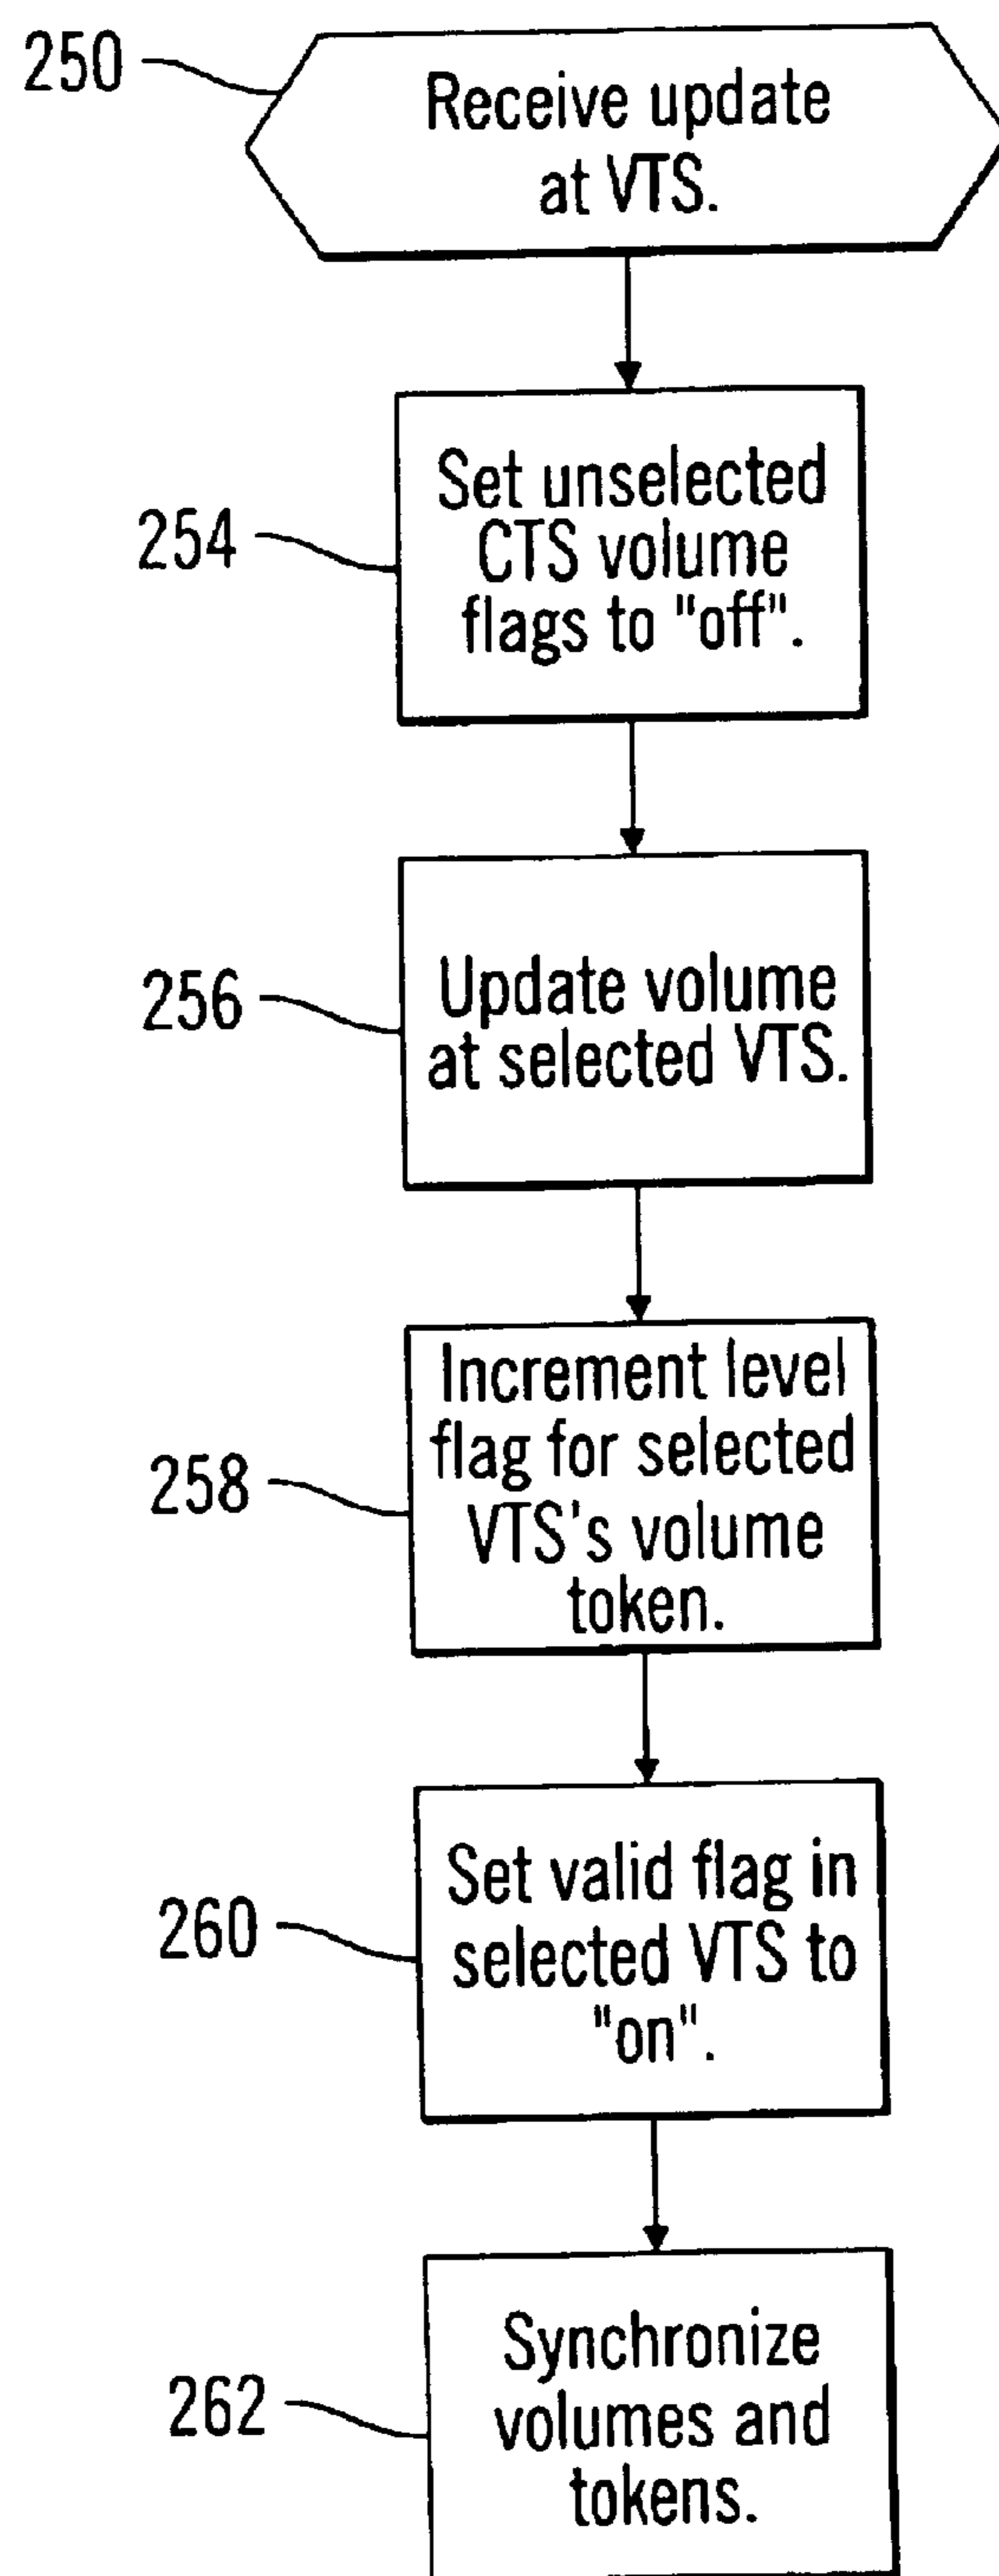 250
Receive update
at VTS.
254
Set unselected
CTS volume
flags to "off".
256
Update volume
at selected VTS.
258
Increment level
flag for selected
VTS's volume
token.
260
Set valid flag in
selected VTS to
"on".
262
Synchronize
volumes and
tokens.